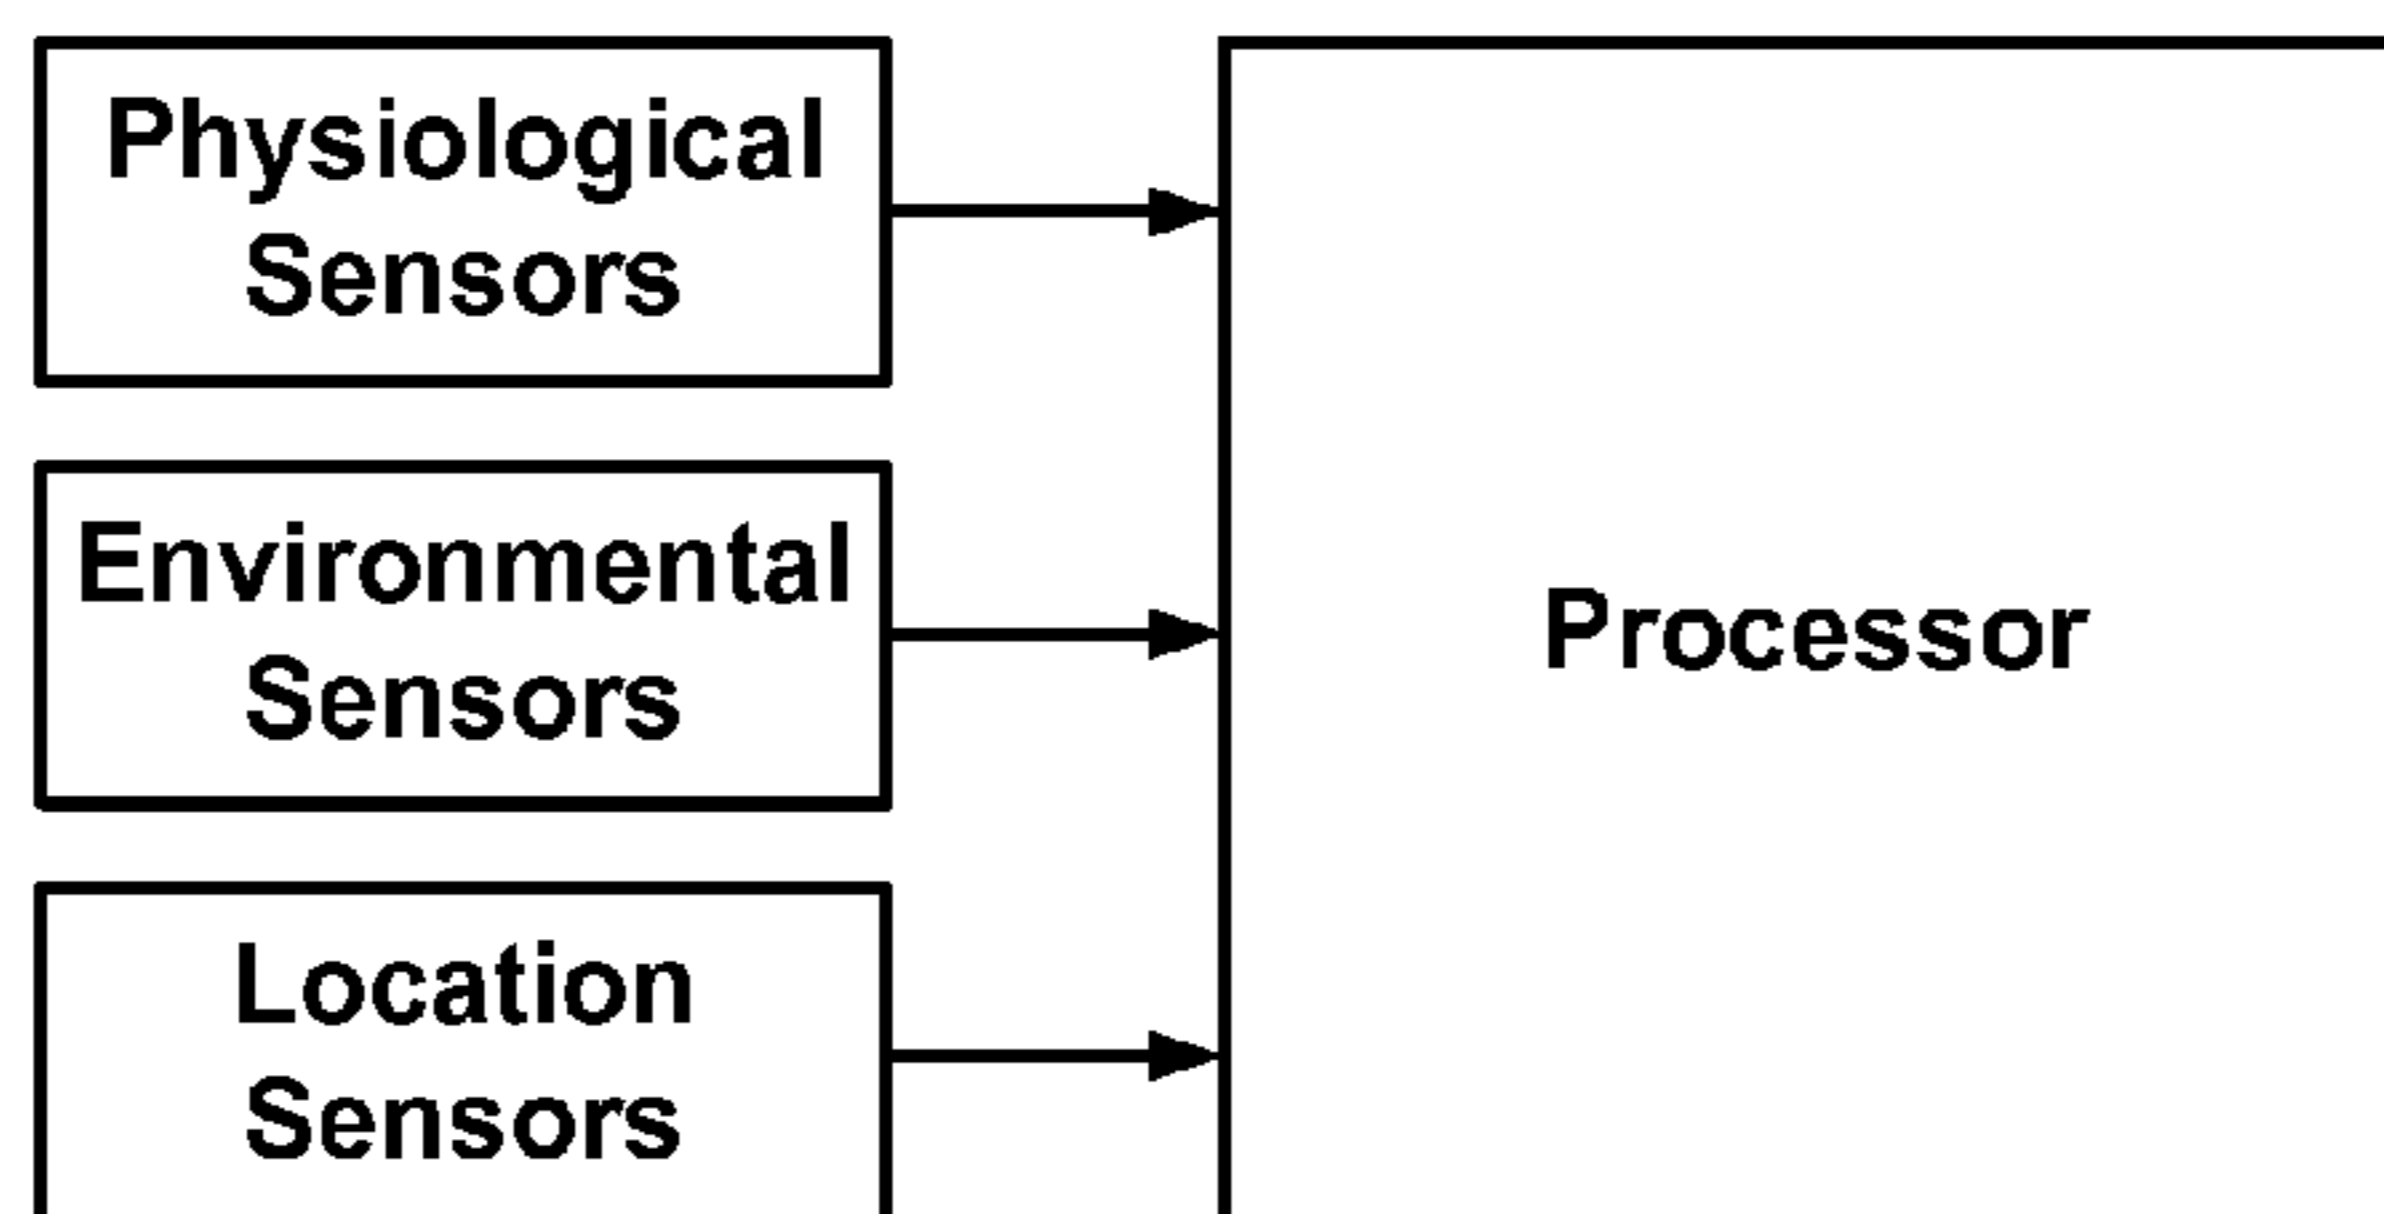 Physiological
Sensors
Environmental
Sensors
Processor
Location
Sensors